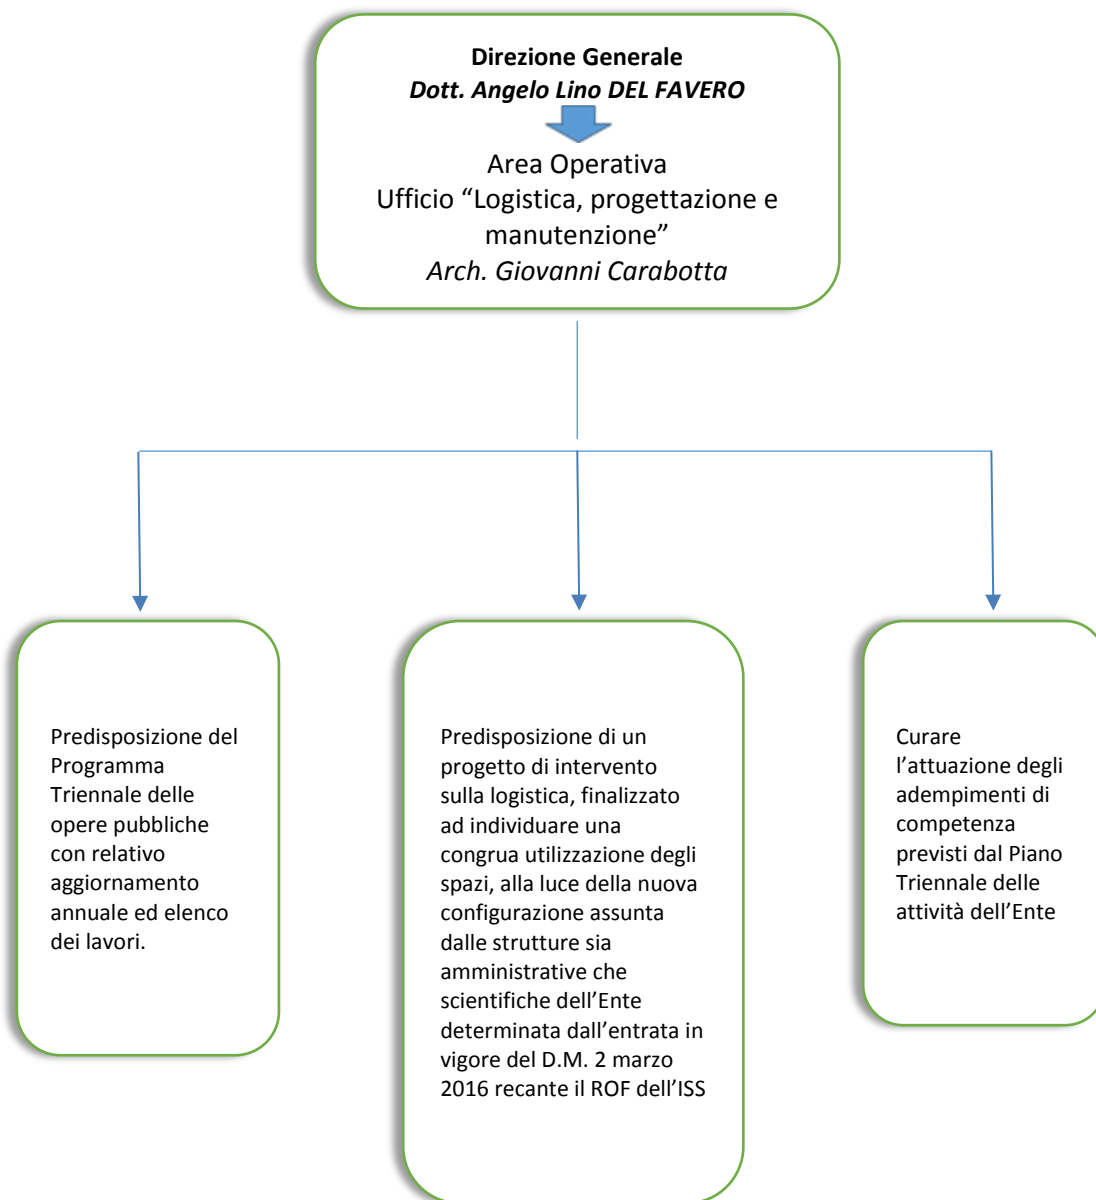 Direzione Generale
Dott. Angelo Lino DEL FAVERO
Area Operativa
Ufficio “Logistica, progettazione e
manutenzione”
Arch. Giovanni Carabotta
Predisposizione del
Programma
Triennale delle
opere pubbliche
con relativo
aggiornamento
annuale ed elenco
dei lavori.
Predisposizione di un
progetto di intervento
sulla logistica, finalizzato
ad individuare una
congrua utilizzazione degli
spazi, alla luce della nuova
configurazione assunta
dalle strutture sia
amministrative che
scientifiche dell’Ente
determinata dall’entrata in
vigore del D.M. 2 marzo
2016 recante il ROF dell’ISS
Curare
l’attuazione degli
adempimenti di
competenza
previsti dal Piano
Triennale delle
attività dell’Ente